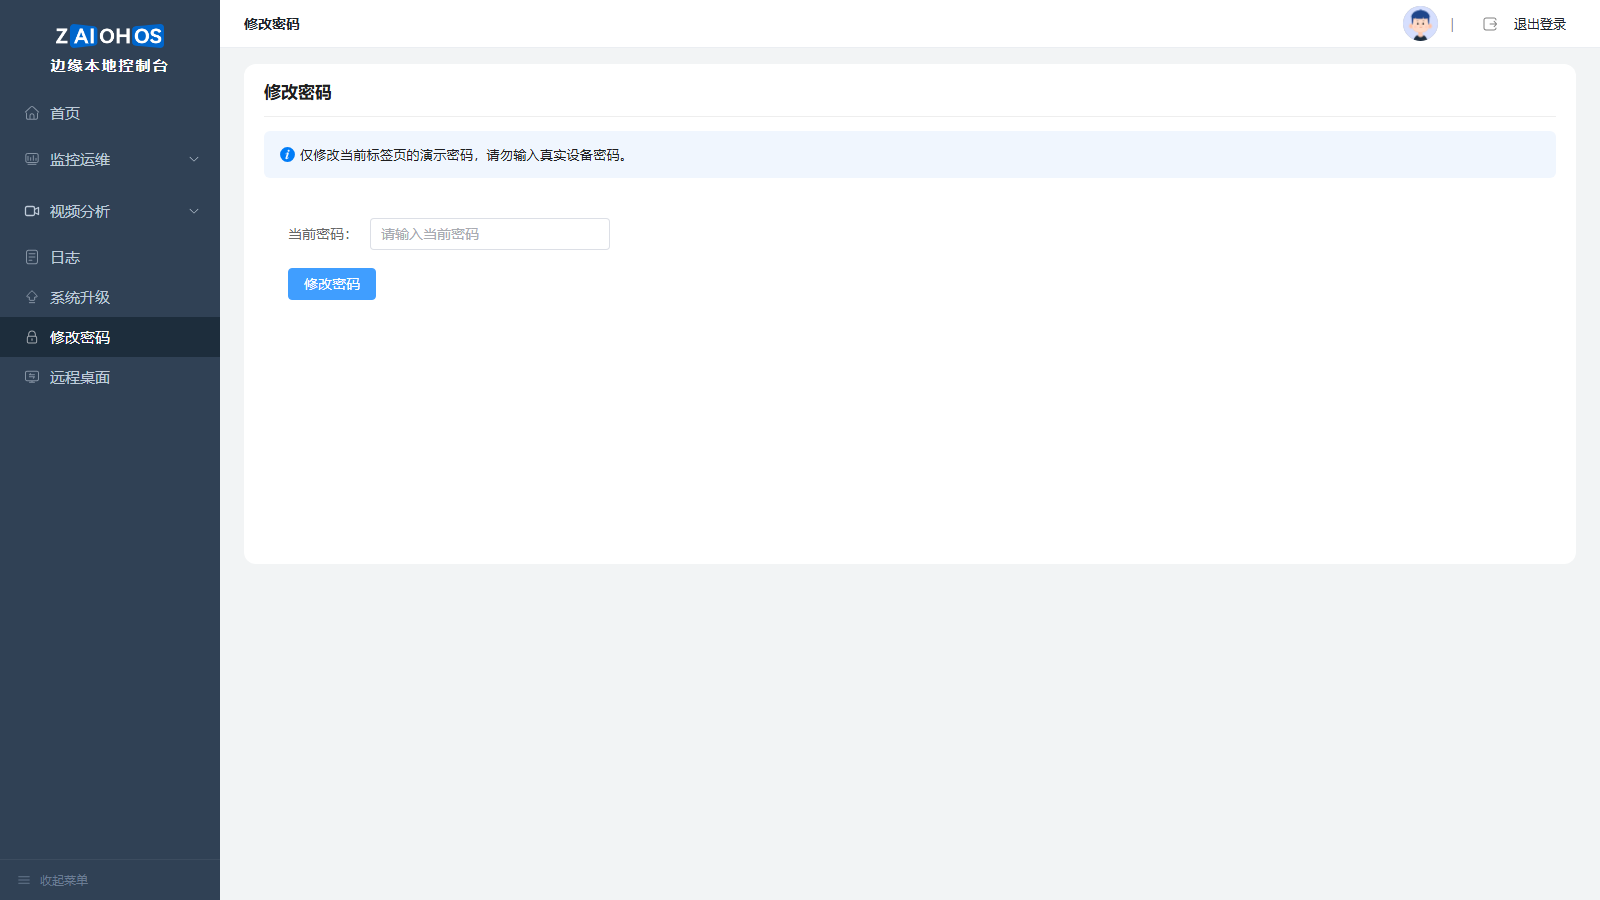 ZAIOHOS
边缘本地控制台
首页
监控运维
视频分析
日志
系统升级
修改密码
远程桌面
收起菜单
修改密码
|
退出登录
修改密码
仅修改当前标签页的演示密码，请勿输入真实设备密码。
当前密码：
请输入当前密码
修改密码